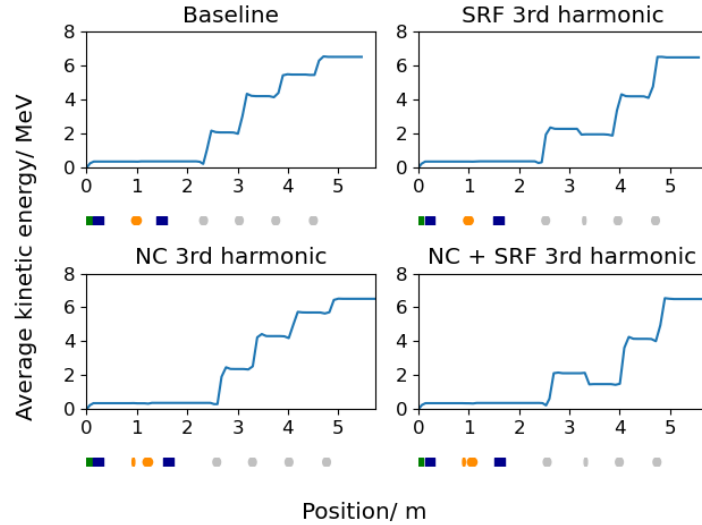 Baseline
SRF 3rd harmonic
Average kinetic energy/ MeV
8
6
4
2
0
0 1 2 3 4 5
8
6
4
2
0
0 1 2 3 4 5
NC 3rd harmonic
NC + SRF 3rd harmonic
8
6
4
2
0
0 1 2 3 4 5
8
6
4
2
0
0 1 2 3 4 5
Position/ m